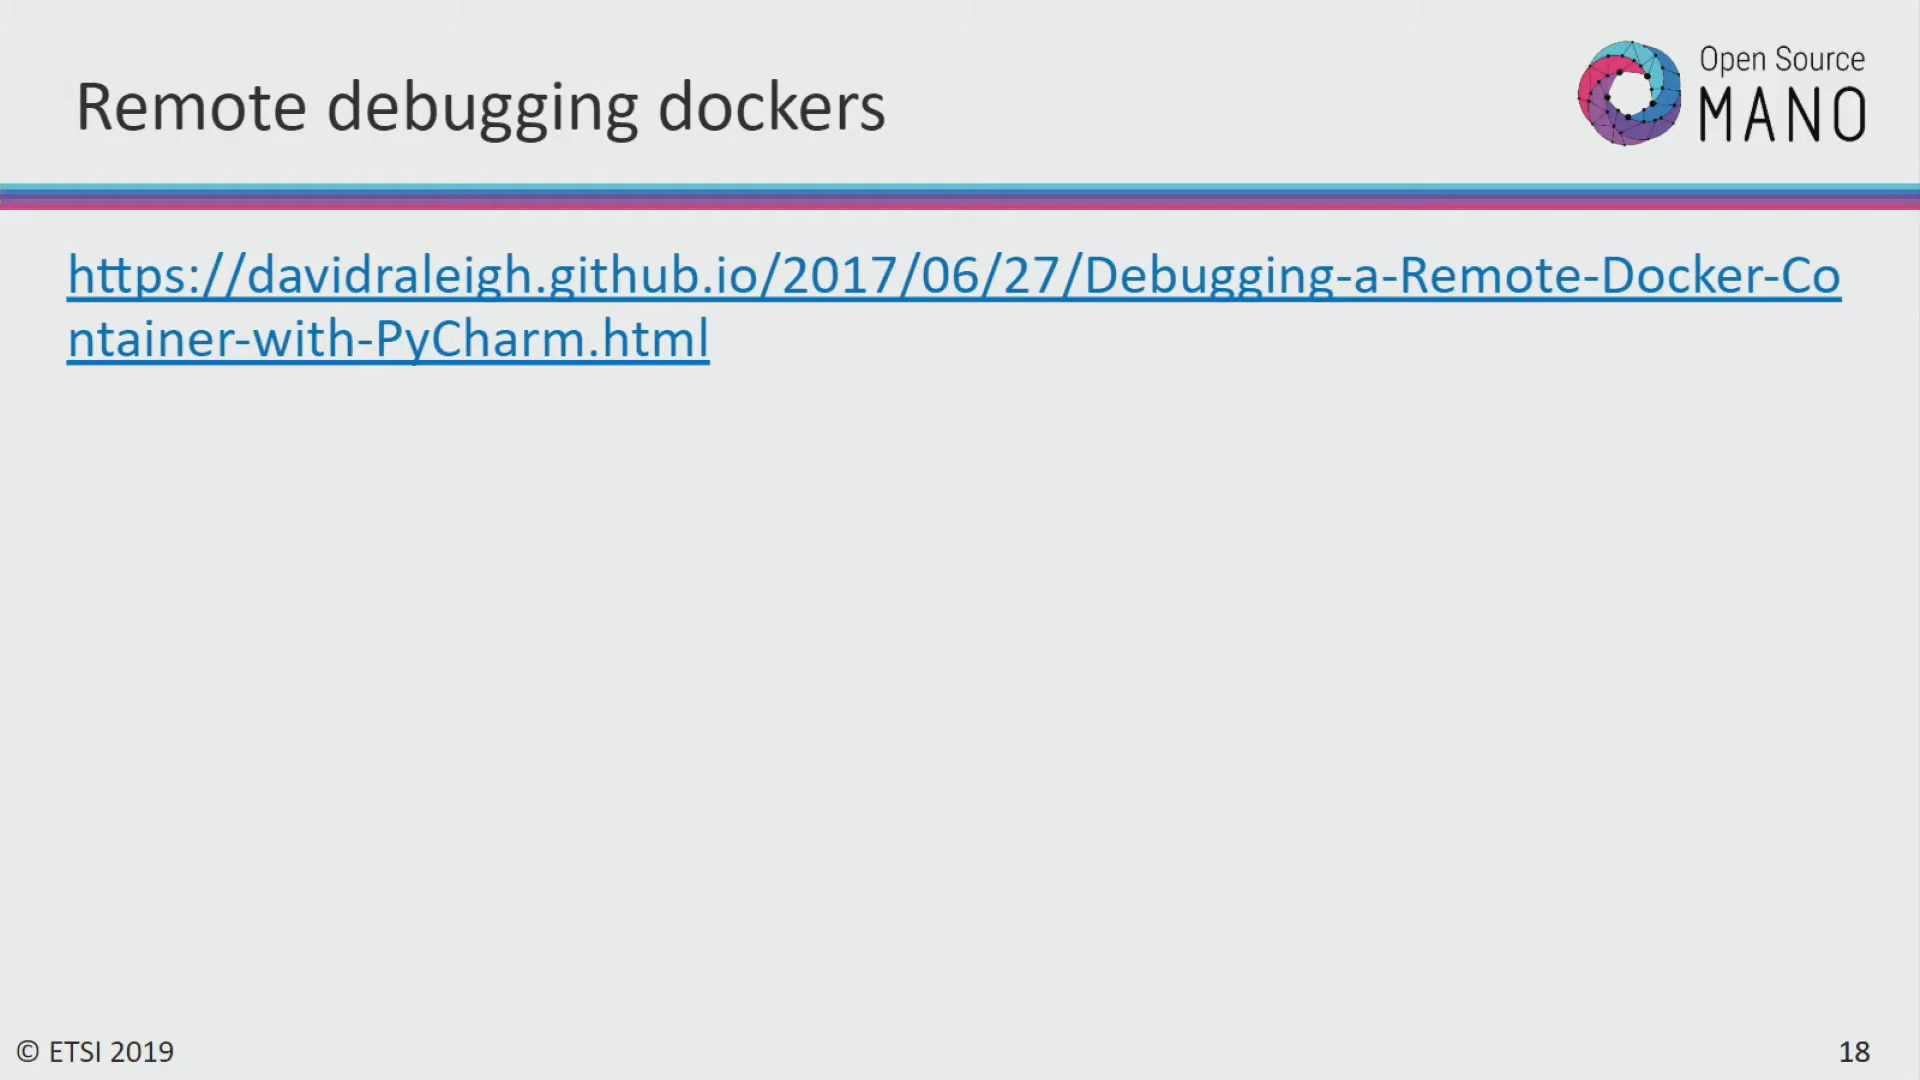 Remote debugging dockers
Open Source
MANO
https://davidraleigh.github.io/2017/06/27/Debugging-a-Remote-Docker-Co
ntainer-with-PyCharm.html
© ETSI 2019
18